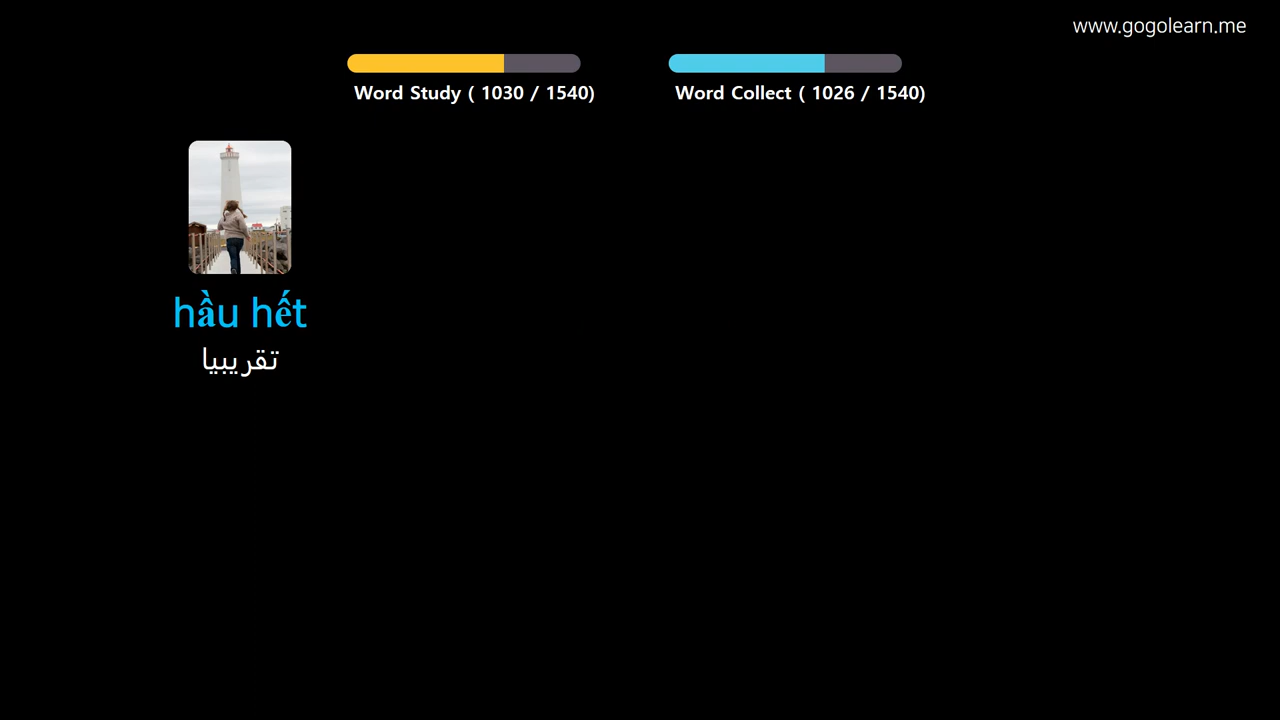 www.gogolearn.me
Word Study ( 1030 / 1540)
Word Collect ( 1026 / 1540)
hầu hết
تقريبيا